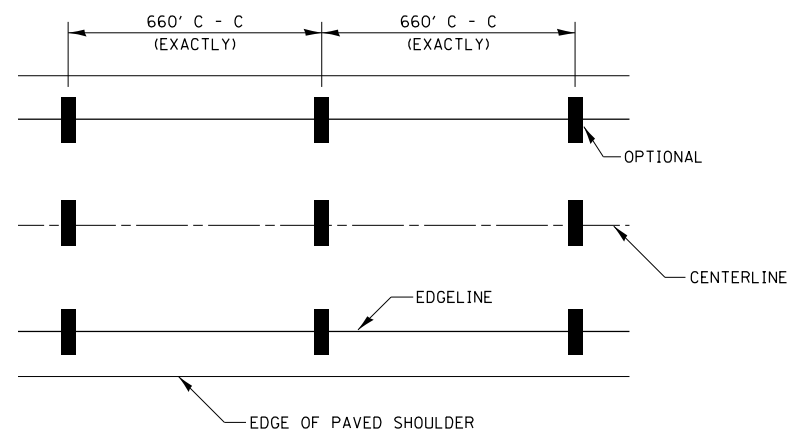 660' C - C
(EXACTLY)
660' C - C
(EXACTLY)
OPTIONAL
CENTERLINE
EDGELINE
EDGE OF PAVED SHOULDER